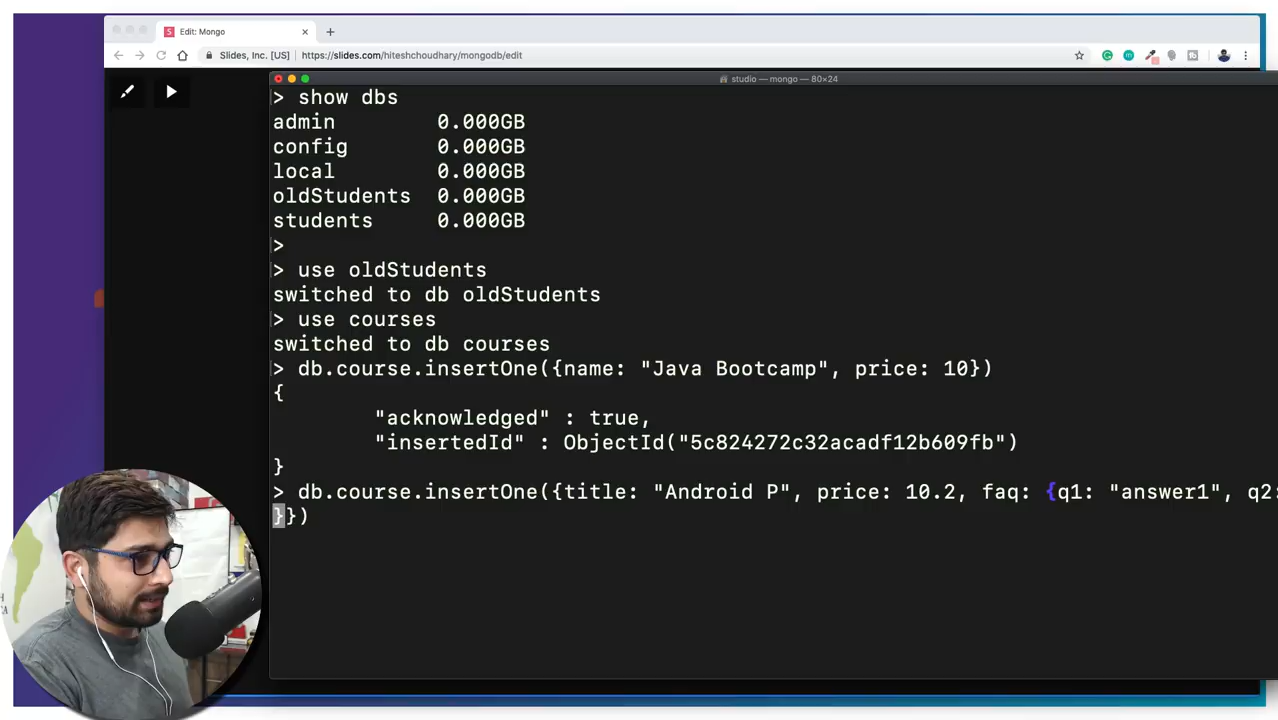 Edit: Mongo
Slides, Inc. [US] https://slides.com/hiteshchoudhary/mongodb/edit
studio — mongo — 80×24
> show dbs
admin 0.000GB
config 0.000GB
local 0.000GB
oldStudents 0.000GB
students 0.000GB
>
> use oldStudents
switched to db oldStudents
> use courses
switched to db courses
> db.course.insertOne({name: "Java Bootcamp", price: 10})
{
"acknowledged" : true,
"insertedId" : ObjectId("5c824272c32acadf12b609fb")
}
> db.course.insertOne({title: "Android P", price: 10.2, faq: {q1: "answer1", q2:
}})